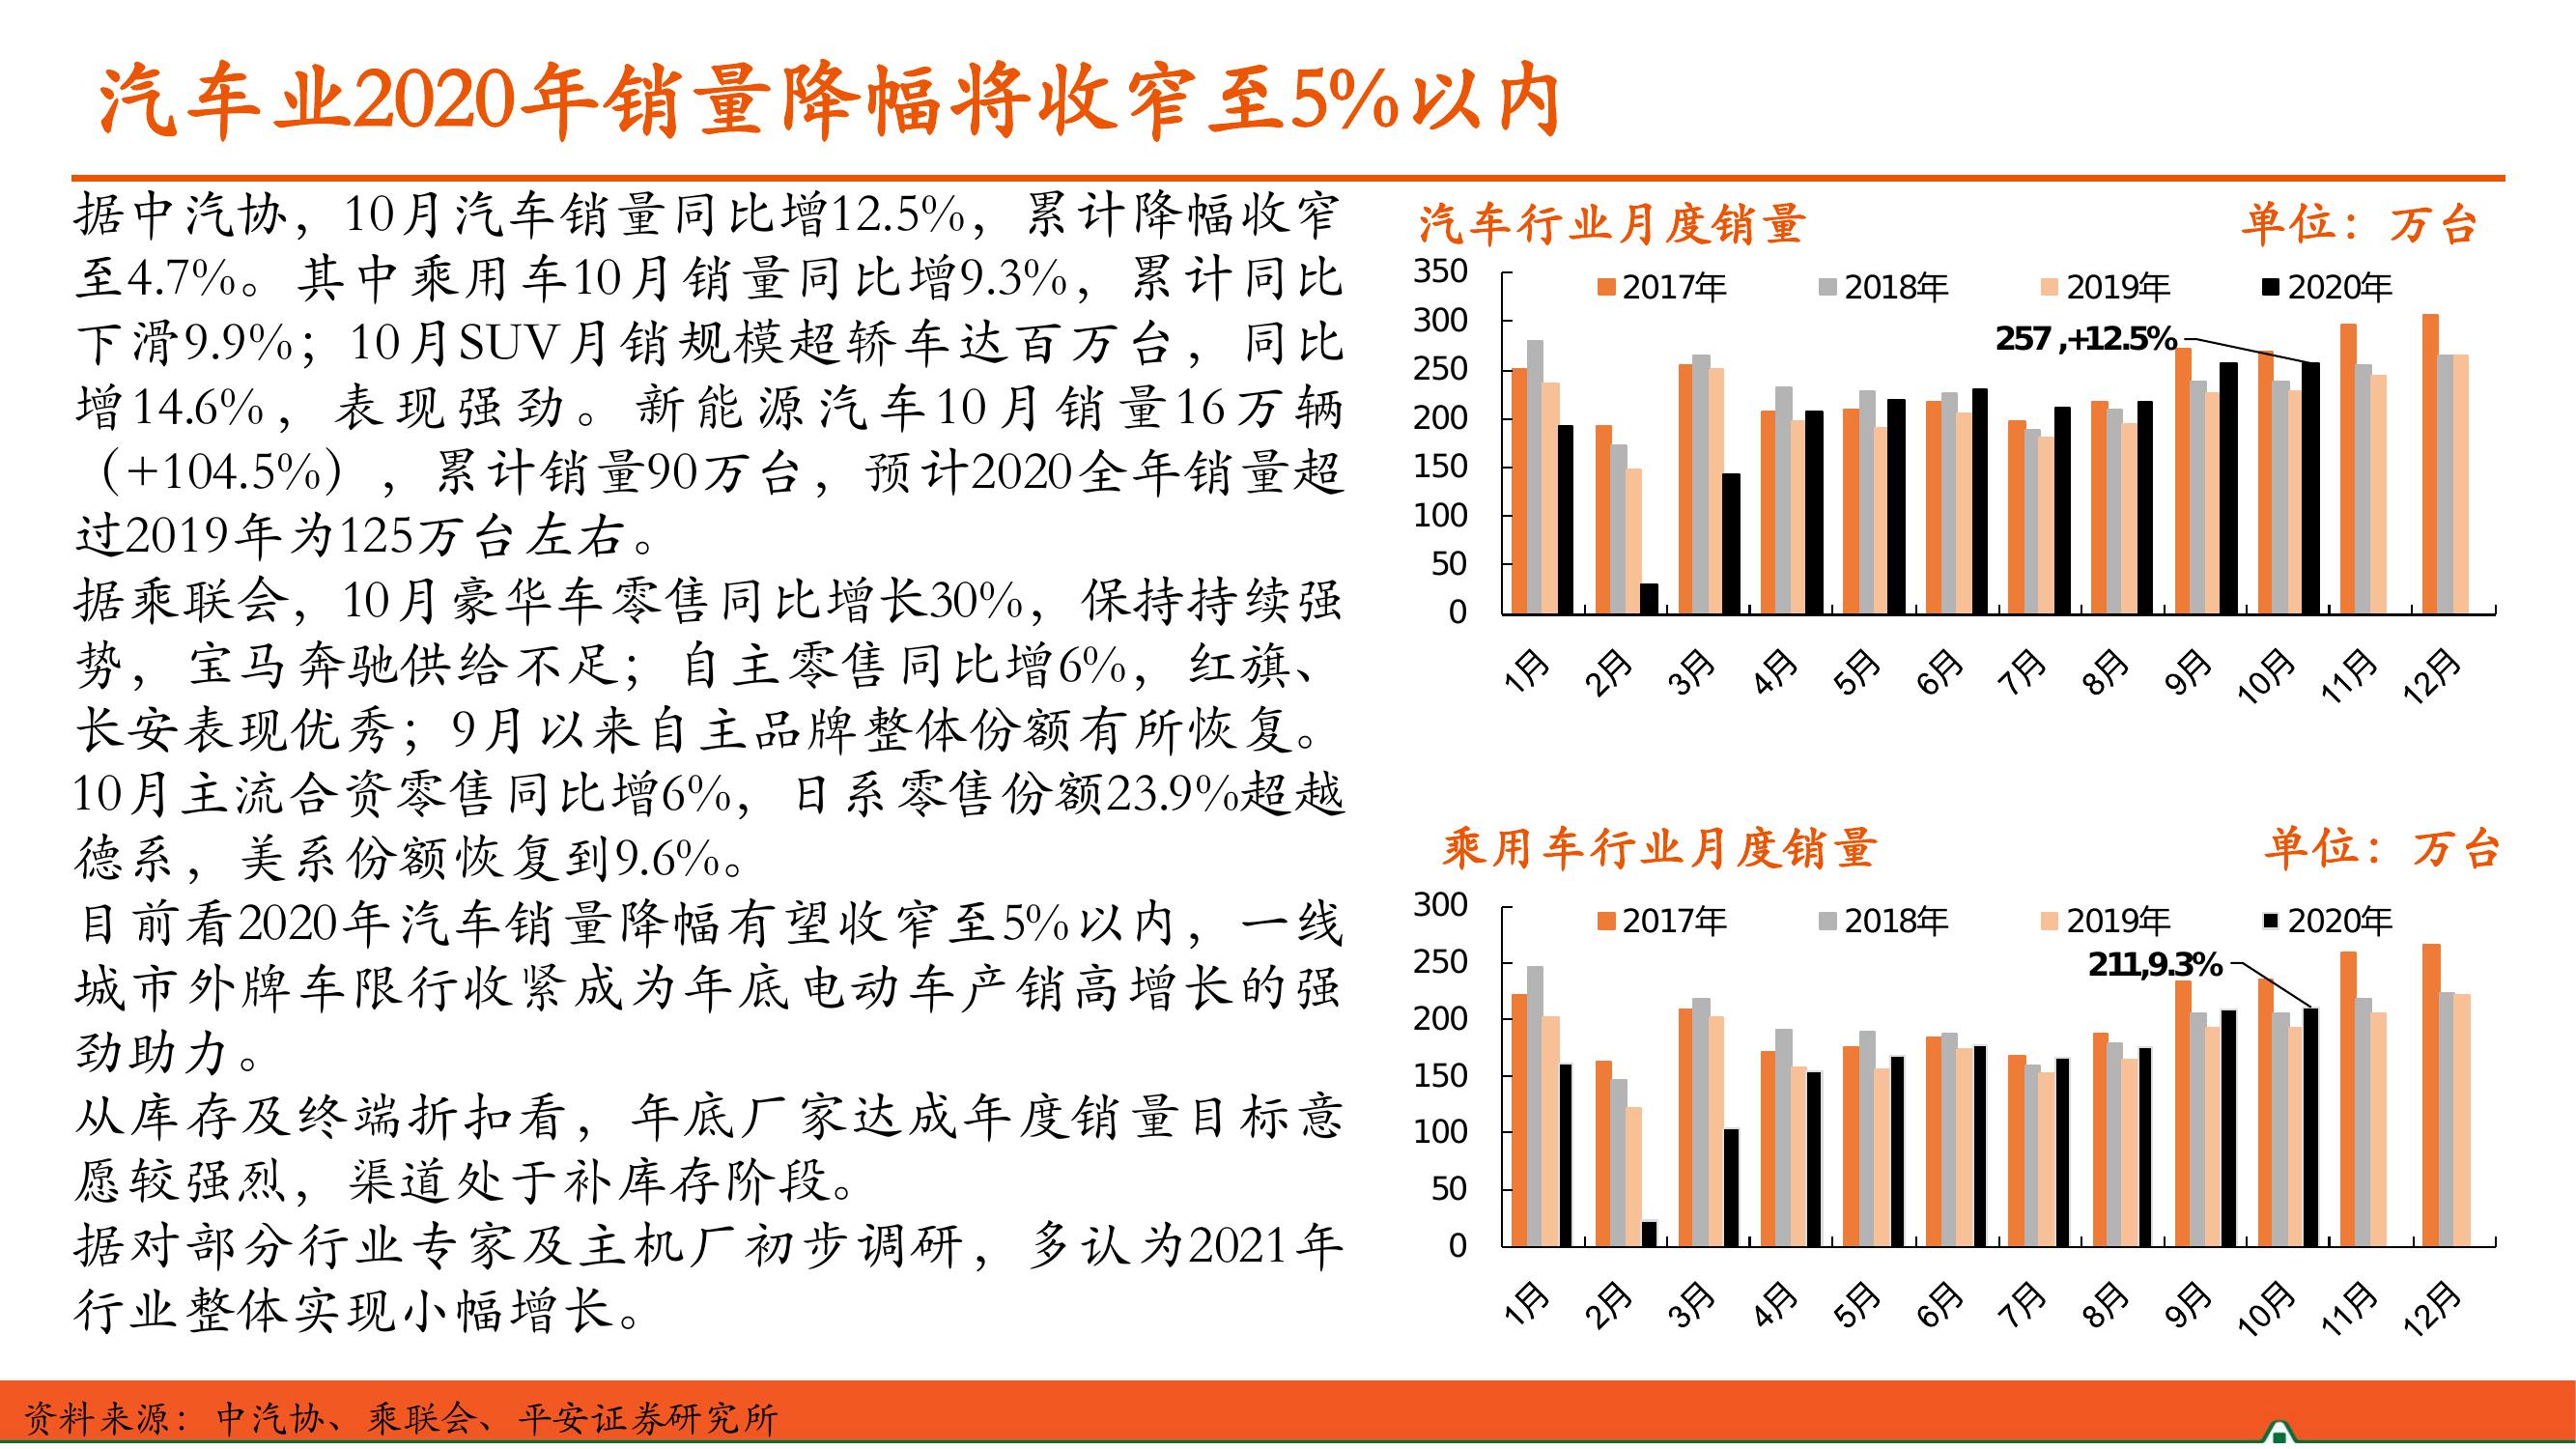 汽车业2020年销量降幅将收窄至5%以内
据中汽协，10月汽车销量同比增12.5%，累计降幅收窄
至4.7%。其中乘用车10月销量同比增9.3%，累计同比
下滑9.9%；10月SUV月销规模超轿车达百万台，同比
增14.6%，表现强劲。新能源汽车10月销量16万辆
（+104.5%），累计销量90万台，预计2020全年销量超
过2019年为125万台左右。
据乘联会，10月豪华车零售同比增长30%，保持持续强
势，宝马奔驰供给不足；自主零售同比增6%，红旗、
长安表现优秀；9月以来自主品牌整体份额有所恢复。
10月主流合资零售同比增6%，日系零售份额23.9%超越
德系，美系份额恢复到9.6%。
目前看2020年汽车销量降幅有望收窄至5%以内，一线
城市外牌车限行收紧成为年底电动车产销高增长的强
劲助力。
从库存及终端折扣看，年底厂家达成年度销量目标意
愿较强烈，渠道处于补库存阶段。
据对部分行业专家及主机厂初步调研，多认为2021年
行业整体实现小幅增长。
汽车行业月度销量 单位：万台
350
300
250
200
150
100
50
0
2017年 2018年 2019年 2020年
257 ,+12.5%
1月 2月 3月 4月 5月 6月 7月 8月 9月 10月 11月 12月
乘用车行业月度销量 单位：万台
300
250
200
150
100
50
0
2017年 2018年 2019年 2020年
211,9.3%
1月 2月 3月 4月 5月 6月 7月 8月 9月 10月 11月 12月
资料来源：中汽协、乘联会、平安证券研究所